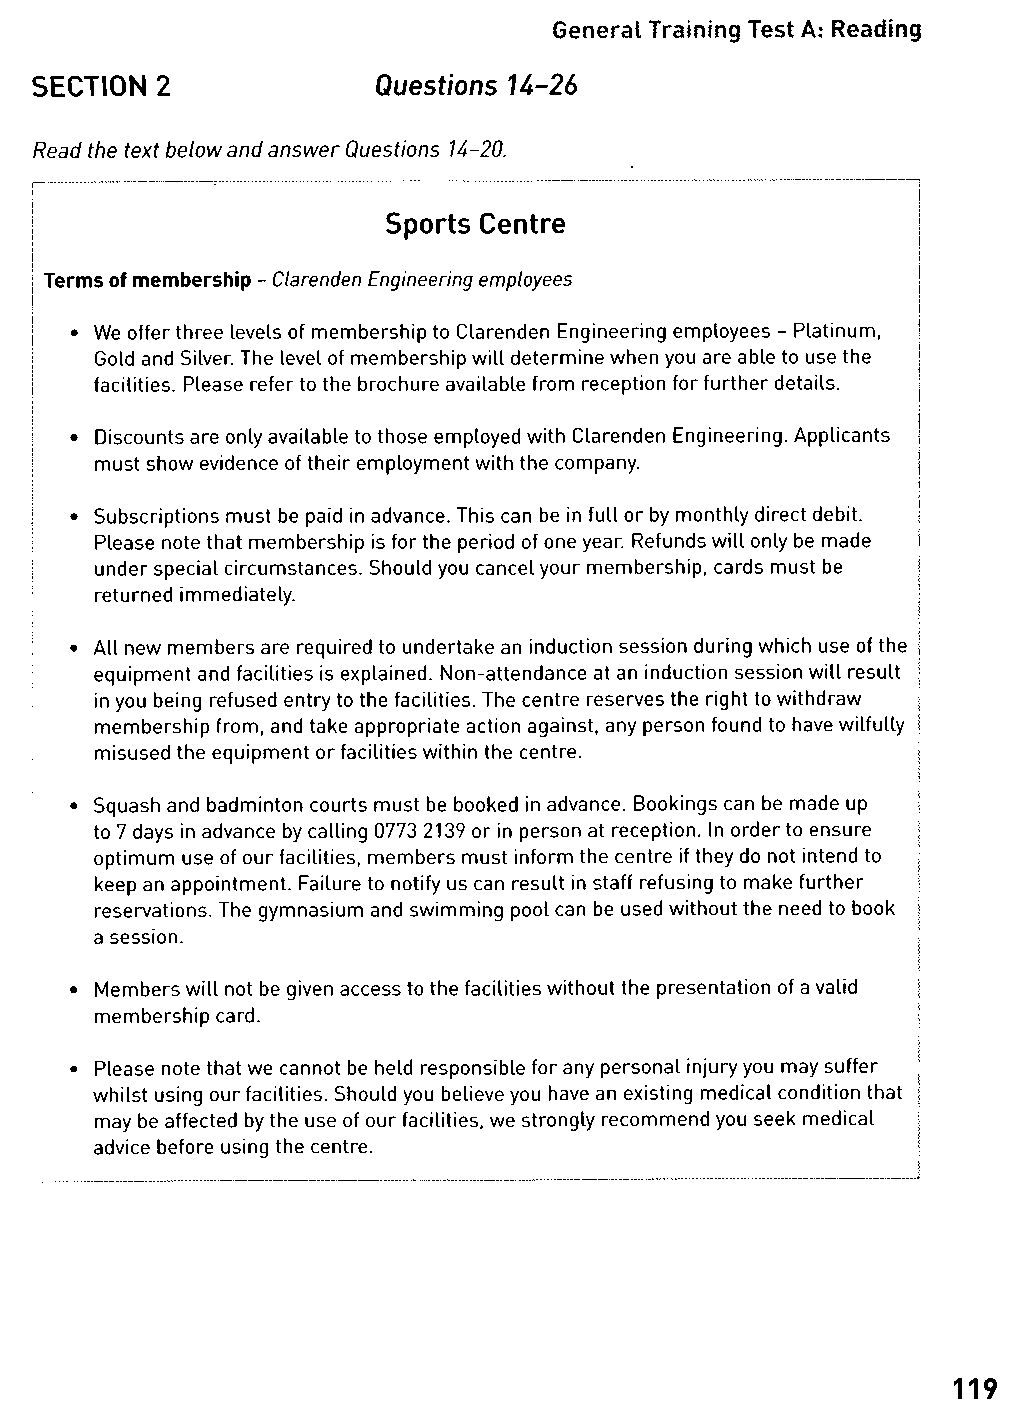 General Training Test A: Reading
SECTION 2 Questions 14–26
Read the text below and answer Questions 14–20.
Sports Centre
Terms of membership – Clarenden Engineering employees
• We offer three levels of membership to Clarenden Engineering employees – Platinum,
Gold and Silver. The level of membership will determine when you are able to use the
facilities. Please refer to the brochure available from reception for further details.
• Discounts are only available to those employed with Clarenden Engineering. Applicants
must show evidence of their employment with the company.
• Subscriptions must be paid in advance. This can be in full or by monthly direct debit.
Please note that membership is for the period of one year. Refunds will only be made
under special circumstances. Should you cancel your membership, cards must be
returned immediately.
• All new members are required to undertake an induction session during which use of the
equipment and facilities is explained. Non-attendance at an induction session will result
in you being refused entry to the facilities. The centre reserves the right to withdraw
membership from, and take appropriate action against, any person found to have wilfully
misused the equipment or facilities within the centre.
• Squash and badminton courts must be booked in advance. Bookings can be made up
to 7 days in advance by calling 0773 2139 or in person at reception. In order to ensure
optimum use of our facilities, members must inform the centre if they do not intend to
keep an appointment. Failure to notify us can result in staff refusing to make further
reservations. The gymnasium and swimming pool can be used without the need to book
a session.
• Members will not be given access to the facilities without the presentation of a valid
membership card.
• Please note that we cannot be held responsible for any personal injury you may suffer
whilst using our facilities. Should you believe you have an existing medical condition that
may be affected by the use of our facilities, we strongly recommend you seek medical
advice before using the centre.
119